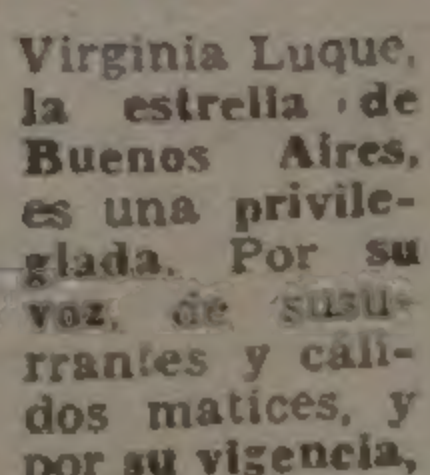 Virginia Luque,
la estrella de
Buenos Aires,
es una privile-
giada. Por su
voz, de susu-
rrantes y cáli-
dos matices, y
por su vigencia,